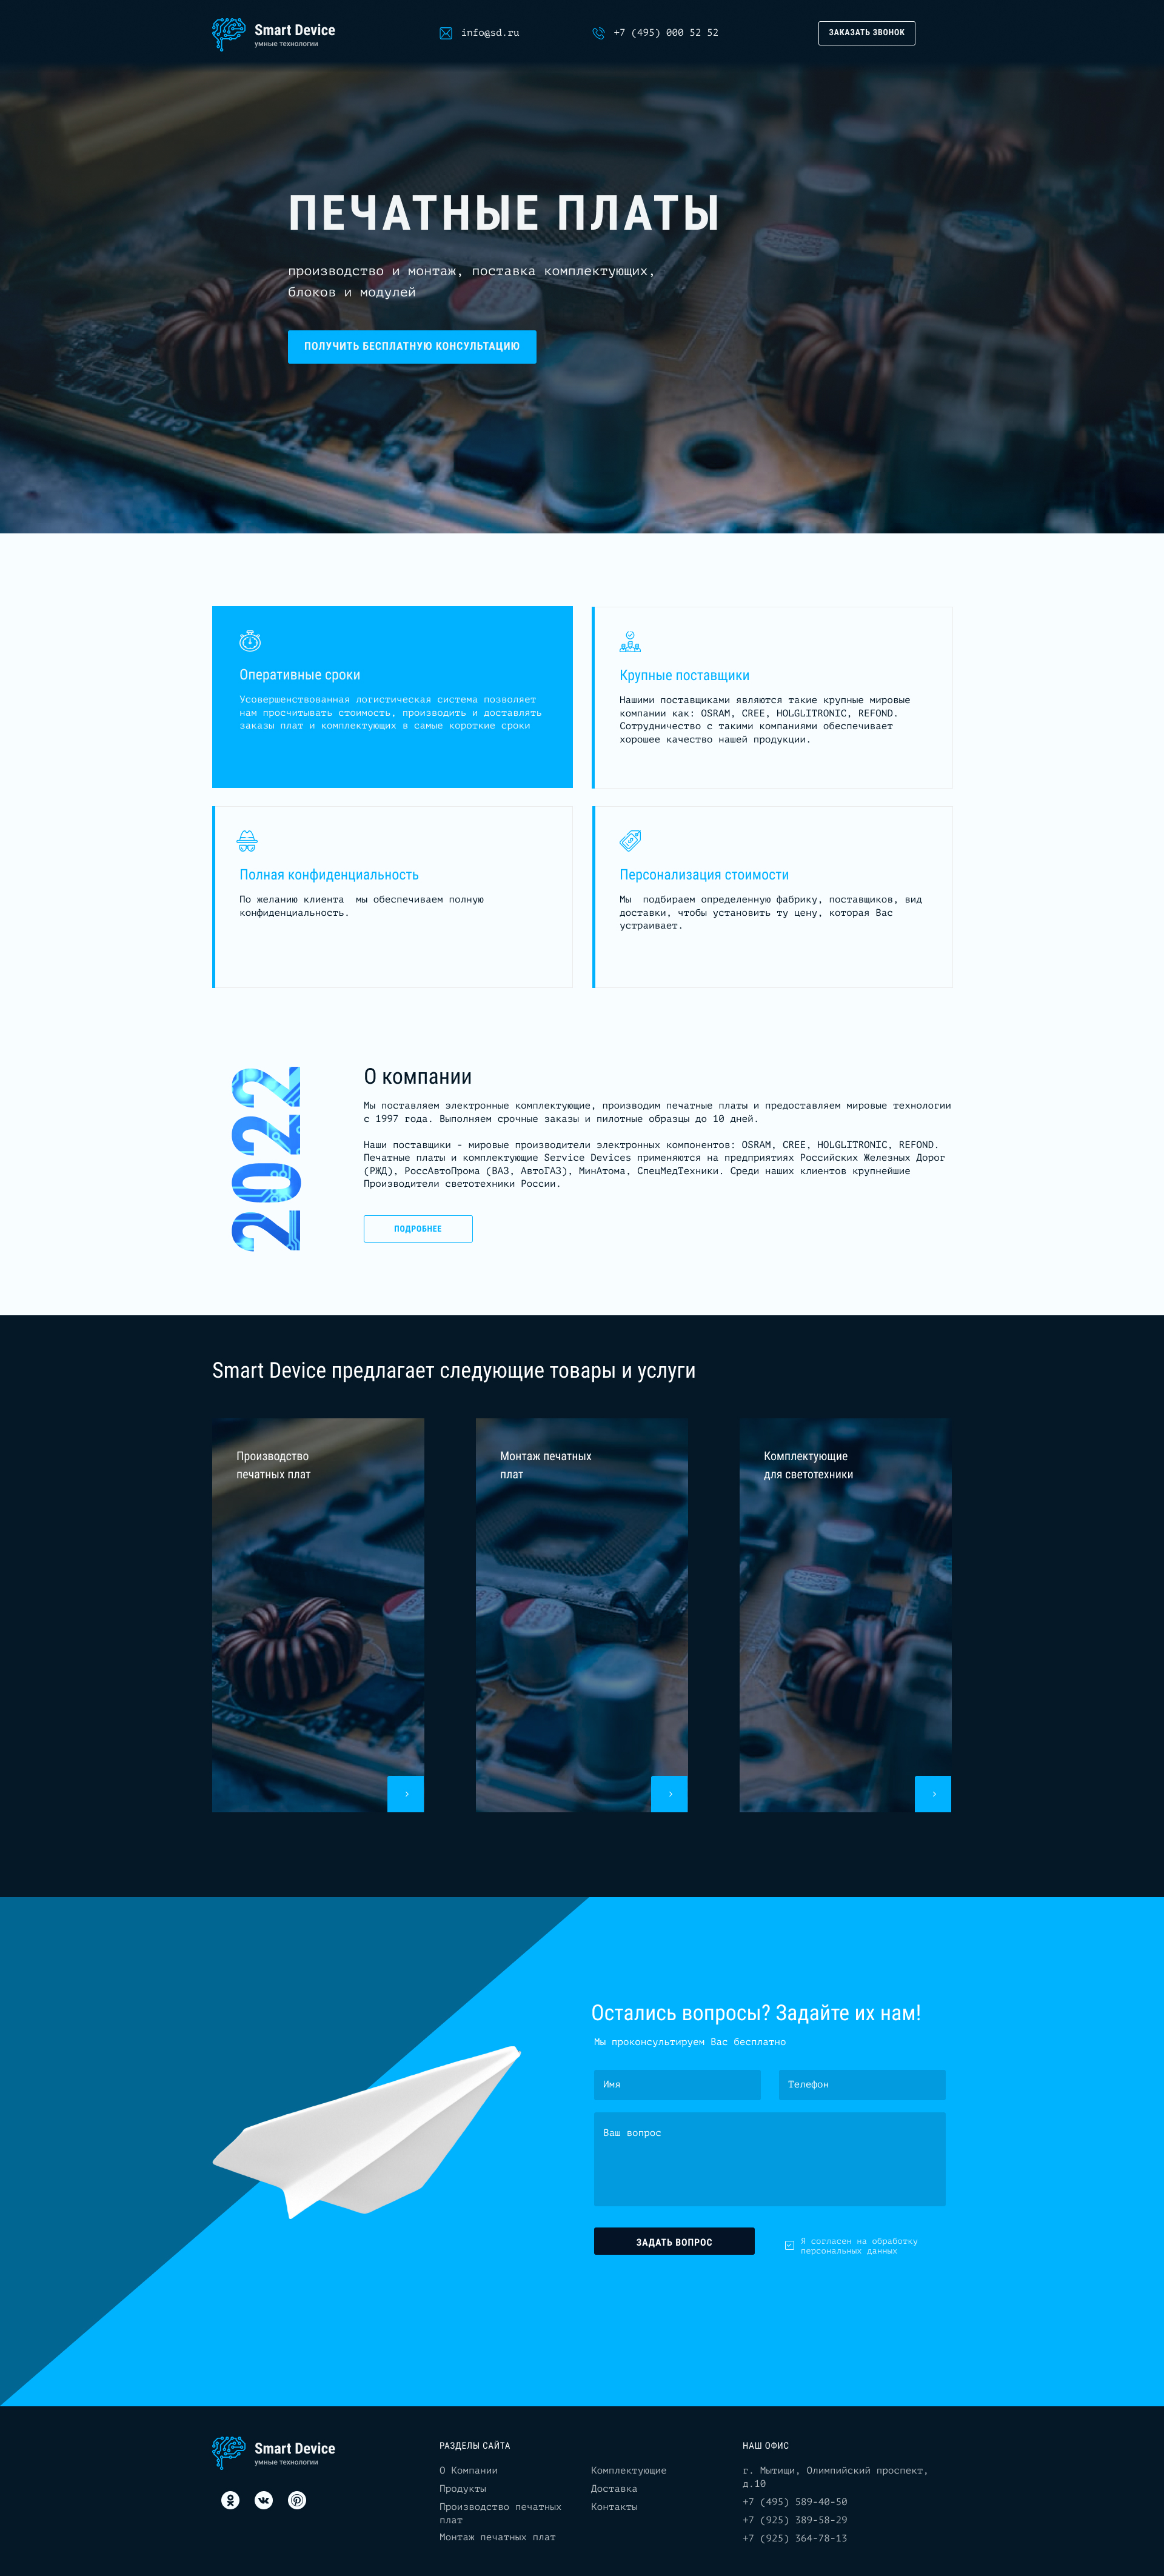 Smart Device
умные технологии
info@sd.ru
+7 (495) 000 52 52
ЗАКАЗАТЬ ЗВОНОК
ПЕЧАТНЫЕ ПЛАТЫ
производство и монтаж, поставка комплектующих,
блоков и модулей
ПОЛУЧИТЬ БЕСПЛАТНУЮ КОНСУЛЬТАЦИЮ
Оперативные сроки
Усовершенствованная логистическая система позволяет
нам просчитывать стоимость, производить и доставлять
заказы плат и комплектующих в самые короткие сроки
Крупные поставщики
Нашими поставщиками являются такие крупные мировые
компании как: OSRAM, CREE, HOLGLITRONIC, REFOND.
Сотрудничество с такими компаниями обеспечивает
хорошее качество нашей продукции.
Полная конфиденциальность
По желанию клиента  мы обеспечиваем полную
конфиденциальность.
Персонализация стоимости
Мы  подбираем определенную фабрику, поставщиков, вид
доставки, чтобы установить ту цену, которая Вас
устраивает.
2022
О компании
Мы поставляем электронные комплектующие, производим печатные платы и предоставляем мировые технологии
с 1997 года. Выполняем срочные заказы и пилотные образцы до 10 дней.
Наши поставщики - мировые производители электронных компонентов: OSRAM, CREE, HOLGLITRONIC, REFOND.
Печатные платы и комплектующие Service Devices применяются на предприятиях Российских Железных Дорог
(РЖД), РоссАвтоПрома (ВАЗ, АвтоГАЗ), МинАтома, СпецМедТехники. Среди наших клиентов крупнейшие
Производители светотехники России.
ПОДРОБНЕЕ
Smart Device предлагает следующие товары и услуги
Производство
печатных плат
Монтаж печатных
плат
Комплектующие
для светотехники
Остались вопросы? Задайте их нам!
Мы проконсультируем Вас бесплатно
Имя
Телефон
Ваш вопрос
ЗАДАТЬ ВОПРОС
Я согласен на обработку
персональных данных
Smart Device
умные технологии
РАЗДЕЛЫ САЙТА
О Компании
Продукты
Производство печатных
плат
Монтаж печатных плат
Комплектующие
Доставка
Контакты
НАШ ОФИС
г. Мытищи, Олимпийский проспект,
д.10
+7 (495) 589-40-50
+7 (925) 389-58-29
+7 (925) 364-78-13